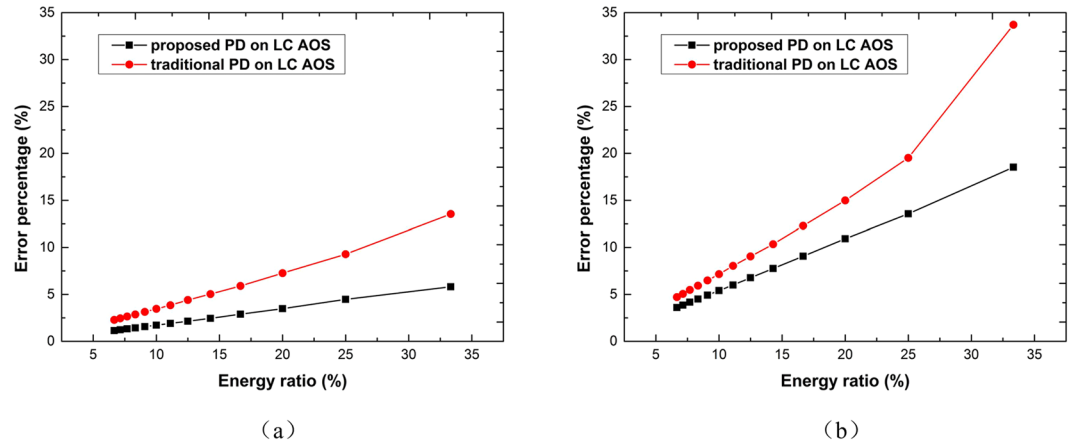 35
30
25
20
15
10
5
0
Error percentage (%)
proposed PD on LC AOS
traditional PD on LC AOS
5 10 15 20 25 30 35
Energy ratio (%)
(a)
35
30
25
20
15
10
5
0
Error percentage (%)
proposed PD on LC AOS
traditional PD on LC AOS
5 10 15 20 25 30 35
Energy ratio (%)
(b)